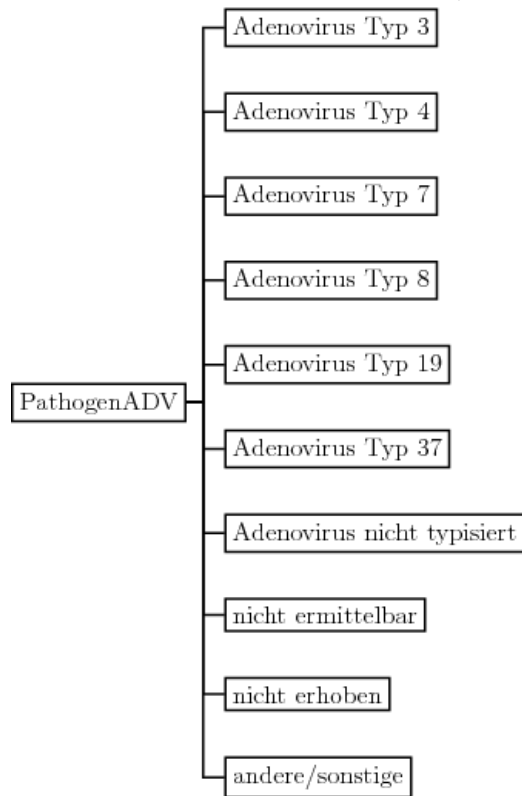 Adenovirus Typ 3
Adenovirus Typ 4
Adenovirus Typ 7
Adenovirus Typ 8
Adenovirus Typ 19
PathogenADV
Adenovirus Typ 37
Adenovirus nicht typisiert
nicht ermittelbar
nicht erhoben
andere/sonstige